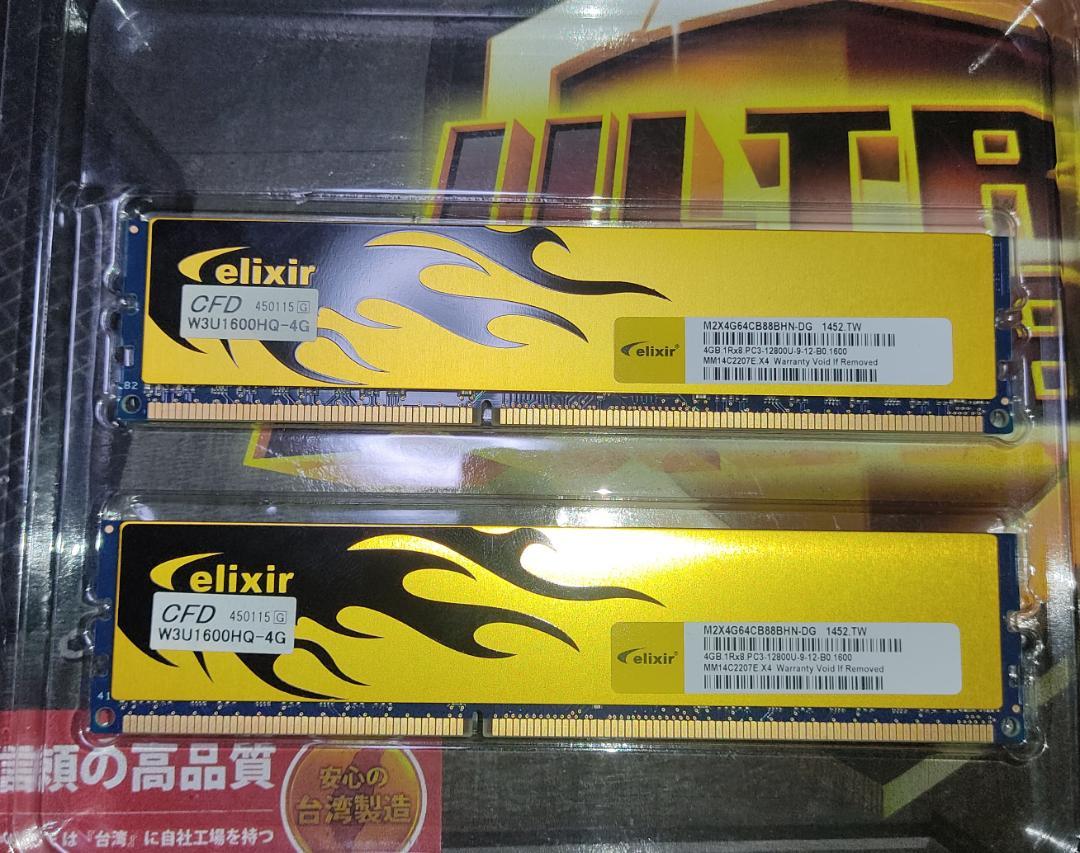 ULTRA
elixir
CFD 450115 G
W3U1600HQ-4G
elixir
M2X4G64CB88BHN-DG 1452.TW
4GB.1Rx8.PC3-12800U-9-12-B0.1600
MM14C2207E.X4 Warranty Void If Removed
82
elixir
CFD 450115 G
W3U1600HQ-4G
elixir
M2X4G64CB88BHN-DG 1452.TW
4GB.1Rx8.PC3-12800U-9-12-B0.1600
MM14C2207E.X4 Warranty Void If Removed
41
信頼の高品質
安心の
台湾製造
は『台湾』に自社工場を持つ